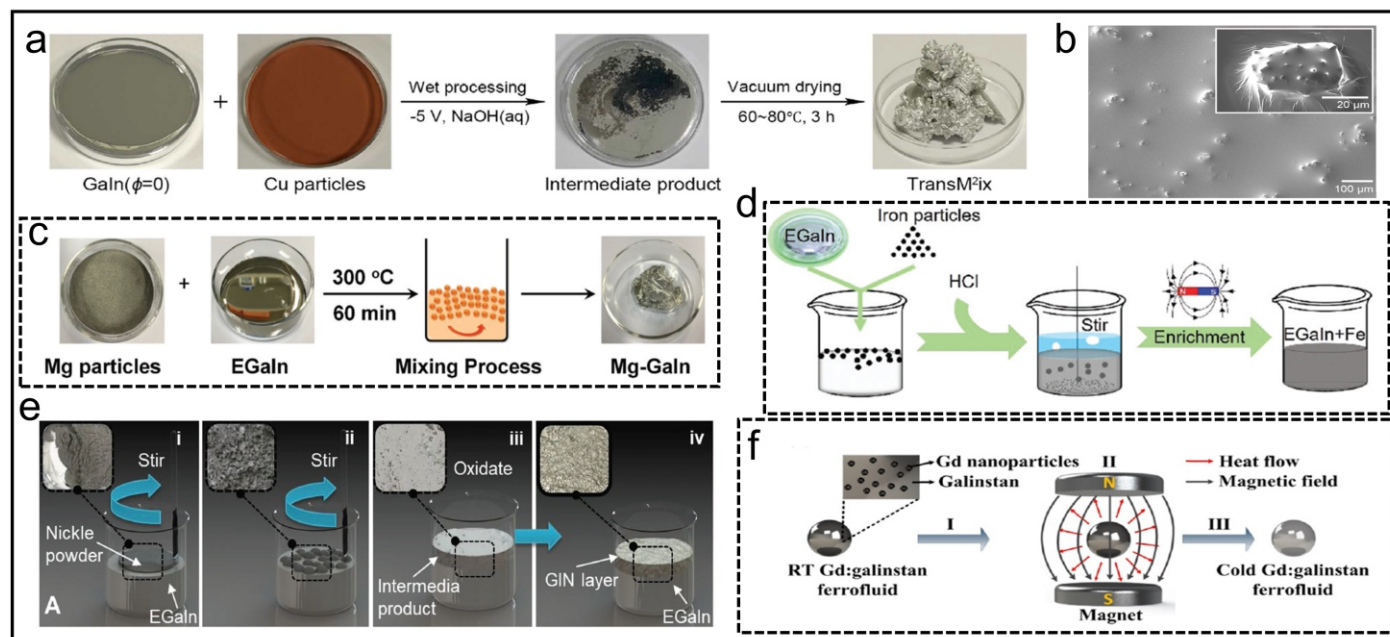 a
Wet processing
-5 V, NaOH(aq)
Vacuum drying
60~80℃, 3 h
+
GaIn(ϕ=0)
Cu particles
Intermediate product
TransM²ix
b
20 μm
100 μm
c
+
300 °C
60 min
Mg particles
EGaIn
Mixing Process
Mg-GaIn
d
Iron particles
EGaIn
HCl
N
S
Stir
Enrichment
EGaIn+Fe
e
i
Stir
Nickle
powder
EGaIn
A
ii
Stir
iii
Oxidate
Intermedia
product
iv
GIN layer
EGaIn
f
Gd nanoparticles
Galinstan
I
RT Gd:galinstan
ferrofluid
II
N
S
Magnet
Heat flow
Magnetic field
III
Cold Gd:galinstan
ferrofluid